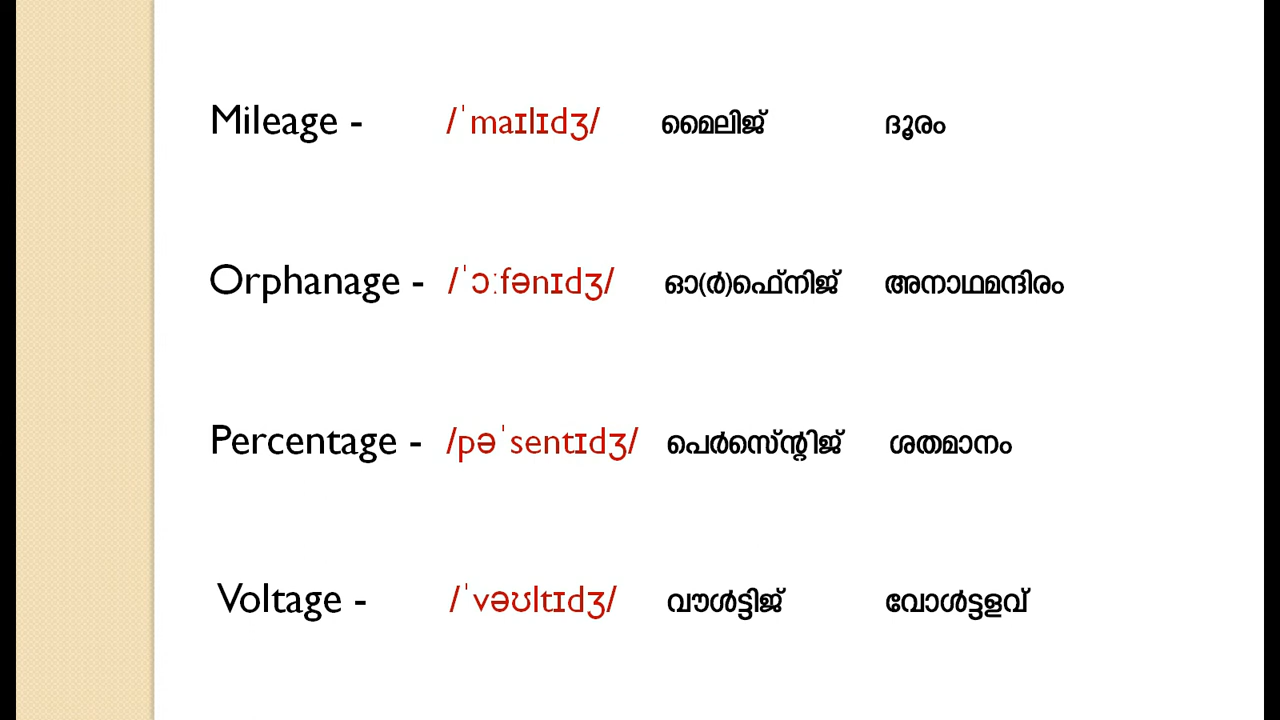 Mileage - /ˈmaɪlɪdʒ/ മൈലിജ് ദൂരം
Orphanage - /ˈɔːfənɪdʒ/ ഓ(ർ)ഫെ്നിജ് അനാഥമന്ദിരം
Percentage - /pəˈsentɪdʒ/ പെർസെ്ന്റിജ് ശതമാനം
Voltage - /ˈvəʊltɪdʒ/ വൗൾട്ടിജ് വോൾട്ടളവ്